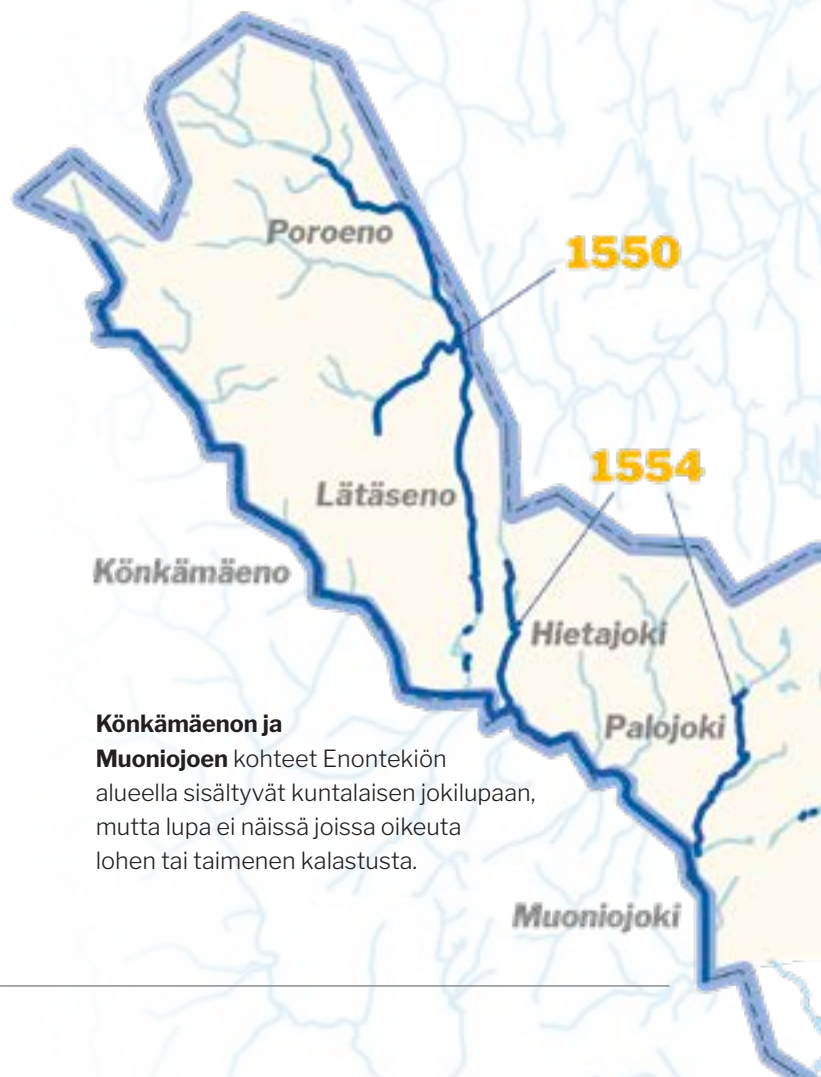 Poroeno
1550
1554
Lätäseno
Könkämäeno
Hietajoki
Palojoki
Könkämäenon ja
Muoniojoen kohteet Enontekiön
alueella sisältyvät kuntalaisen jokilupaan,
mutta lupa ei näissä joissa oikeuta
lohen tai taimenen kalastusta.
Muoniojoki